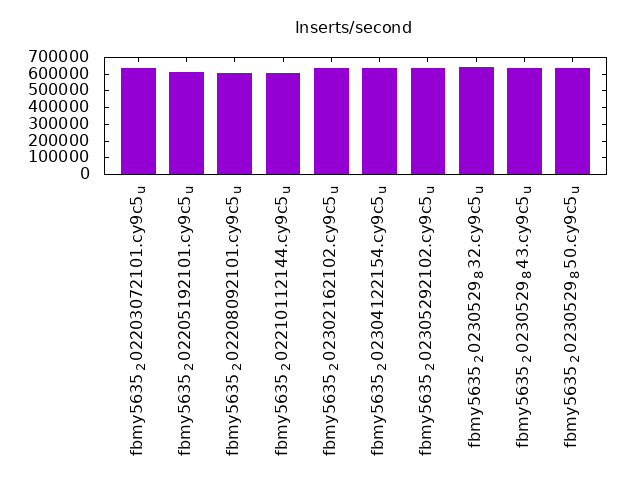 Inserts/second
700000
600000
500000
400000
300000
200000
100000
0
fbmy5635₂02203072101.cy9c5ᵤ
fbmy5635₂02205192101.cy9c5ᵤ
fbmy5635₂02208092101.cy9c5ᵤ
fbmy5635₂02210112144.cy9c5ᵤ
fbmy5635₂02302162102.cy9c5ᵤ
fbmy5635₂02304122154.cy9c5ᵤ
fbmy5635₂02305292102.cy9c5ᵤ
fbmy5635₂0230529₈32.cy9c5ᵤ
fbmy5635₂0230529₈43.cy9c5ᵤ
fbmy5635₂0230529₈50.cy9c5ᵤ